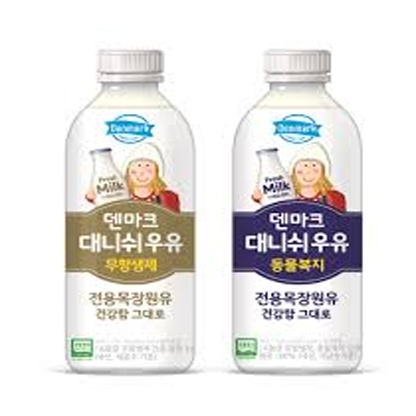 Denmark
Fresh
Milk
덴마크
대니쉬우유
무항생제
전용목장원유
건강함 그대로
Denmark
Fresh
Milk
덴마크
대니쉬우유
동물복지
전용목장원유
건강함 그대로